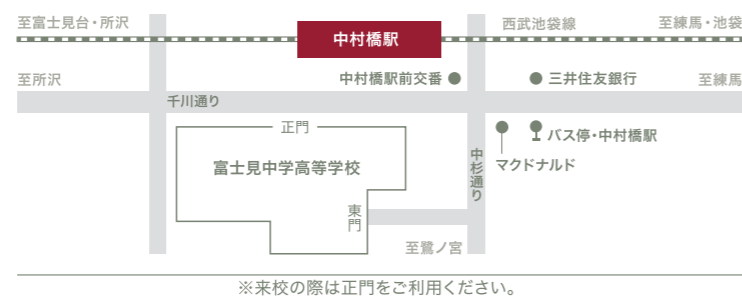 至富士見台・所沢
中村橋駅
西武池袋線
至練馬・池袋
至所沢
中村橋駅前交番
三井住友銀行
至練馬
千川通り
正門
バス停・中村橋駅
富士見中学高等学校
中杉通り
マクドナルド
東門
至鷺ノ宮
※来校の際は正門をご利用ください。